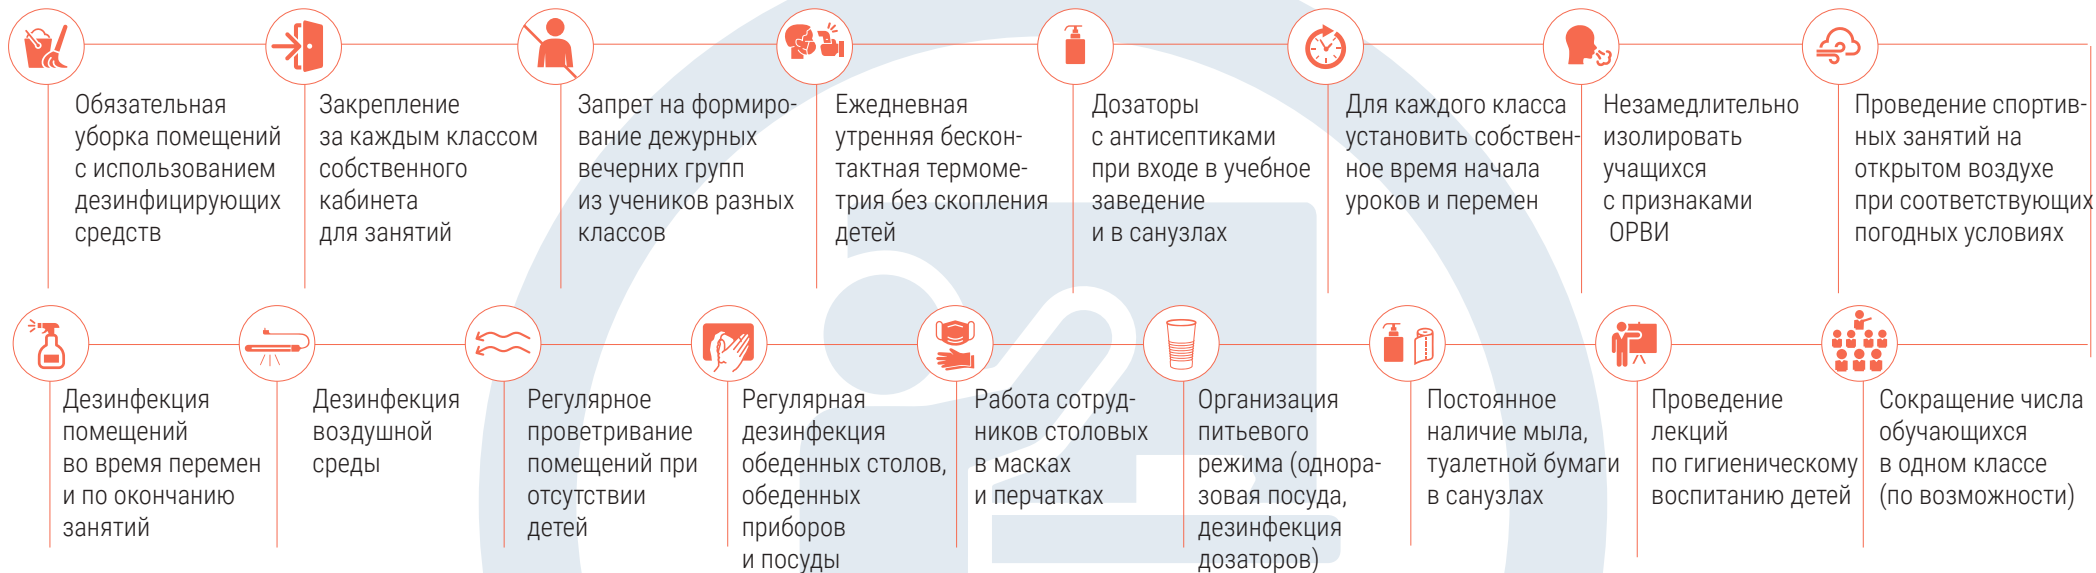 Обязательная
уборка помещений
с использованием
дезинфицирующих
средств
Закрепление
за каждым классом
собственного
кабинета
для занятий
Запрет на формиро-
вание дежурных
вечерних групп
из учеников разных
классов
Ежедневная
утренняя бескон-
тактная термоме-
трия без скопления
детей
Дозаторы
с антисептиками
при входе в учебное
заведение
и в санузлах
Для каждого класса
установить собствен-
ное время начала
уроков и перемен
Незамедлительно
изолировать
учащихся
с признаками
ОРВИ
Проведение спортив-
ных занятий на
открытом воздухе
при соответствующих
погодных условиях
Дезинфекция
помещений
во время перемен
и по окончанию
занятий
Дезинфекция
воздушной
среды
Регулярное
проветривание
помещений при
отсутствии
детей
Регулярная
дезинфекция
обеденных столов,
обеденных
приборов
и посуды
Работа сотруд-
ников столовых
в масках
и перчатках
Организация
питьевого
режима (однора-
зовая посуда,
дезинфекция
дозаторов)
Постоянное
наличие мыла,
туалетной бумаги
в санузлах
Проведение
лекций
по гигиеническому
воспитанию детей
Сокращение числа
обучающихся
в одном классе
(по возможности)